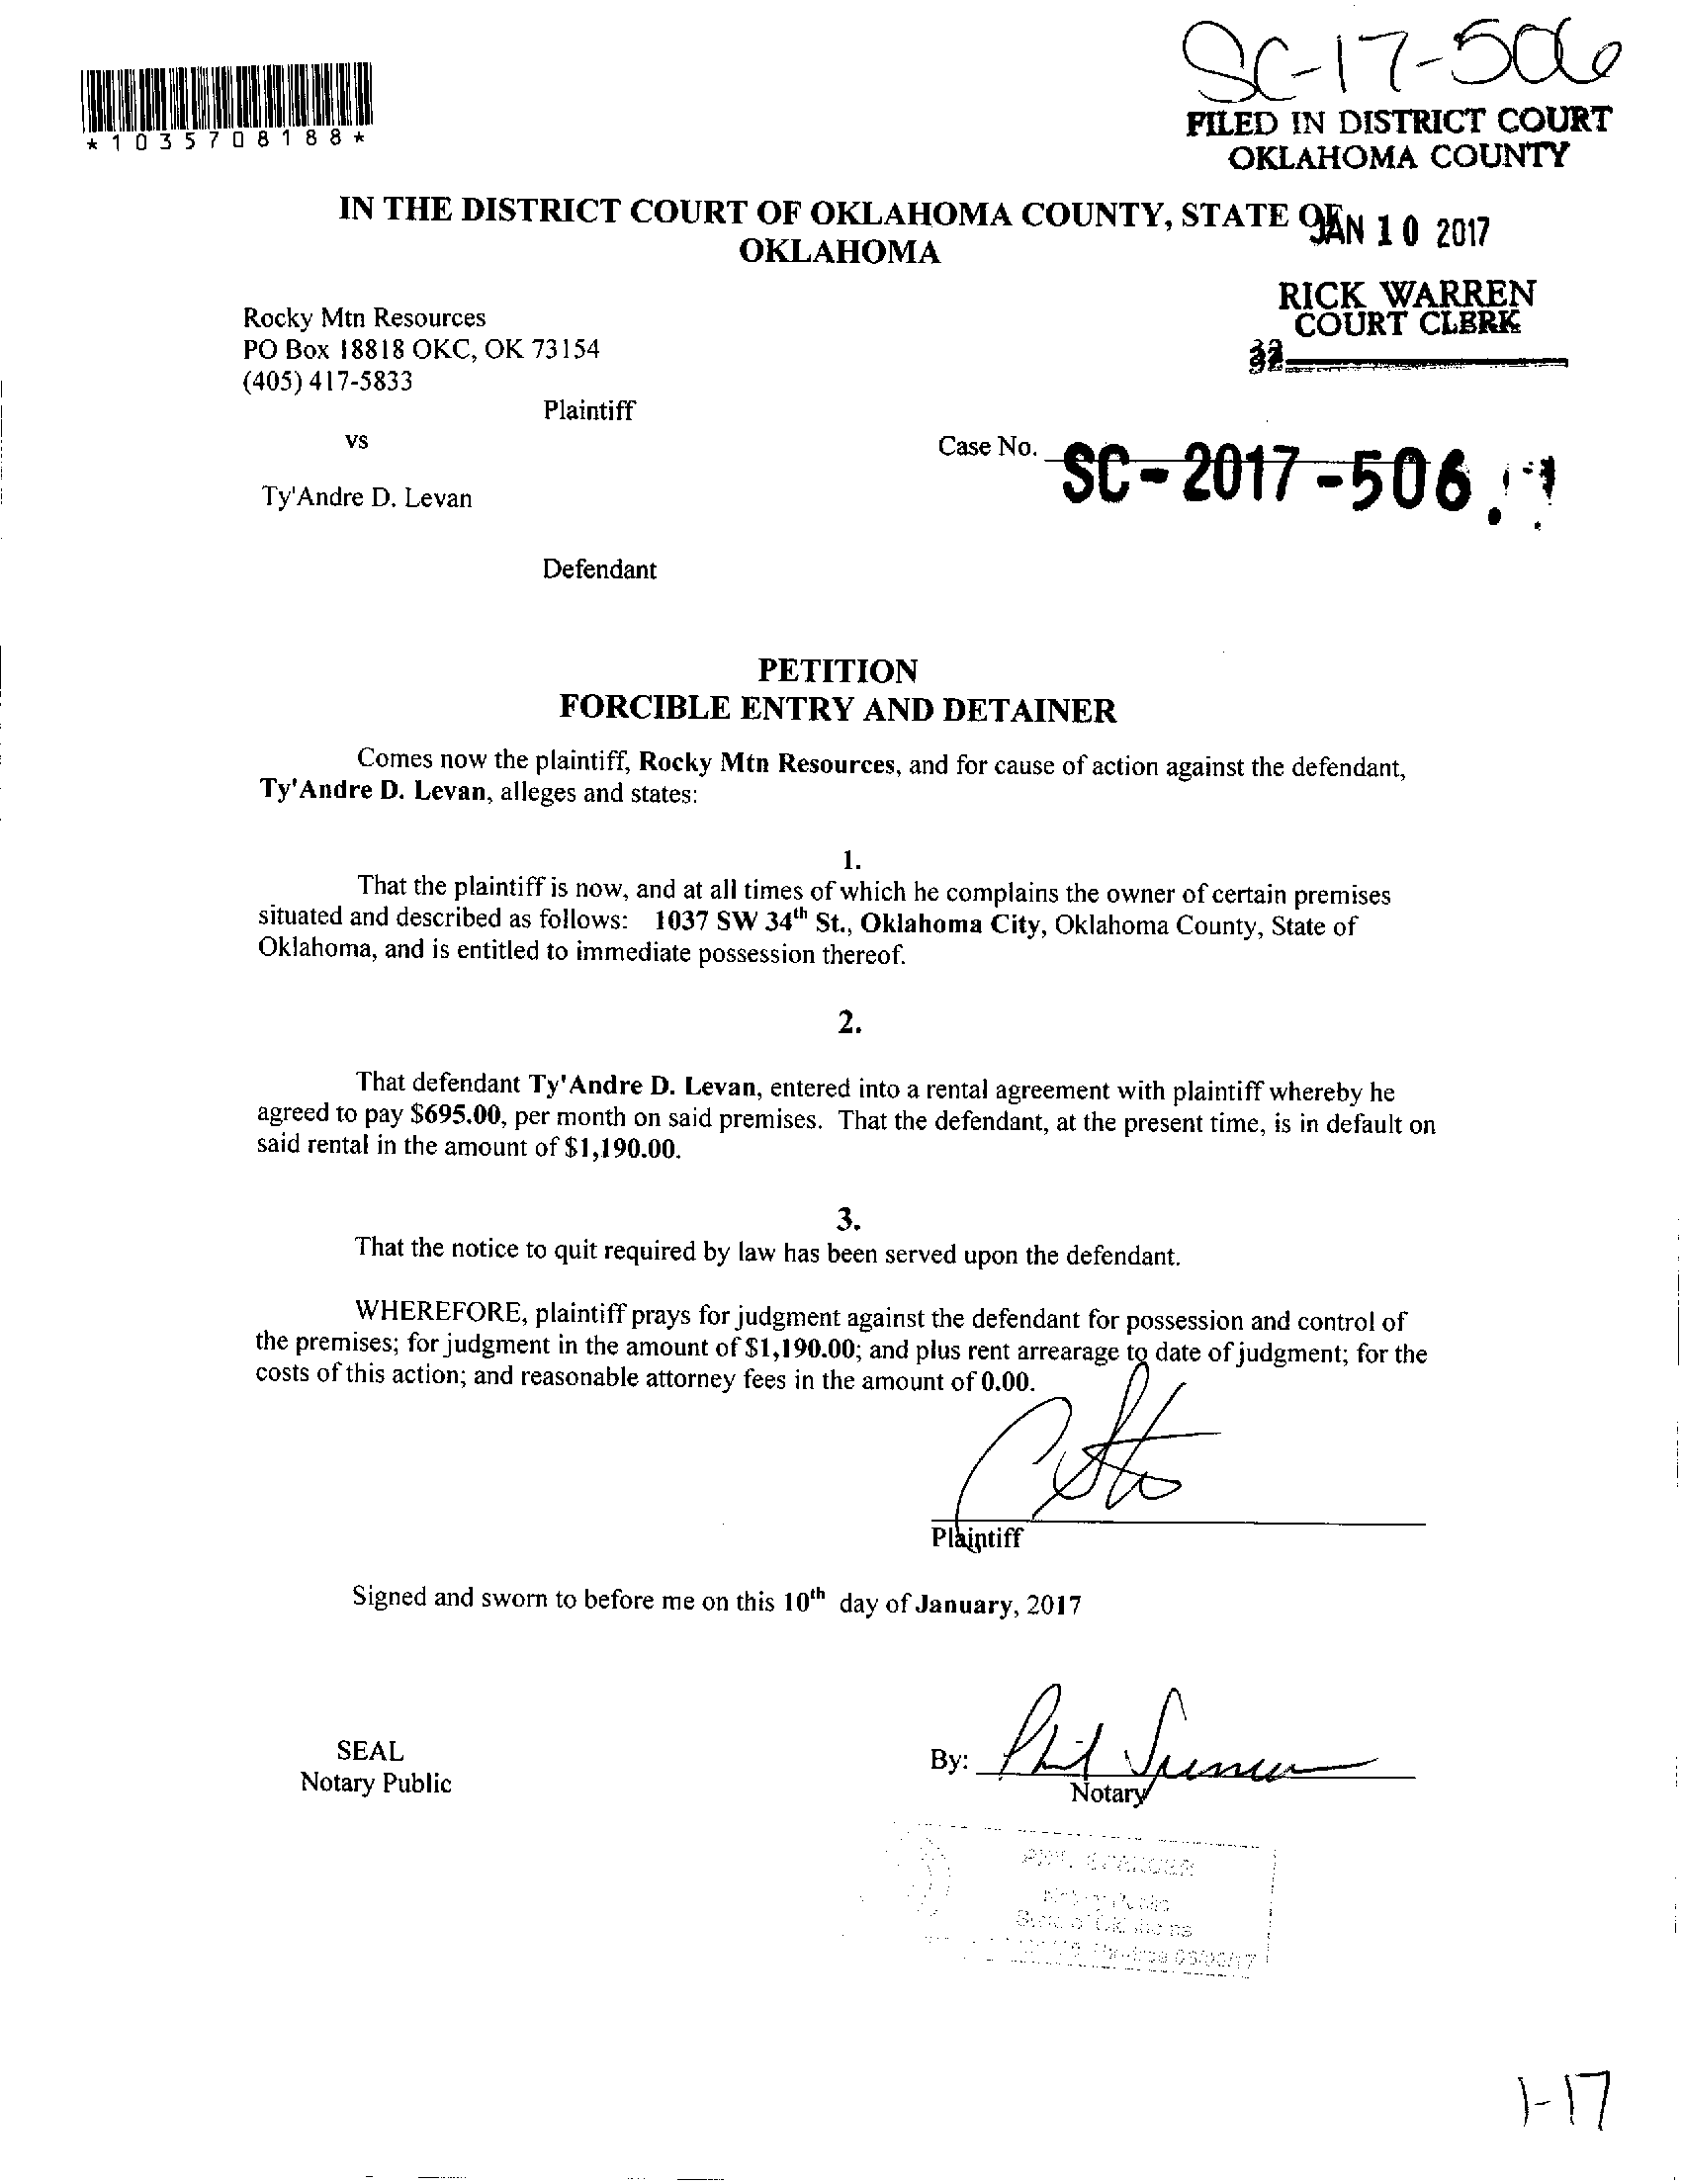 SC-17-506
FILED IN DISTRICT COURT
OKLAHOMA COUNTY
*1035708188*
IN THE DISTRICT COURT OF OKLAHOMA COUNTY, STATE OF
OKLAHOMA
JAN 10 2017
RICK WARREN
COURT CLERK
Rocky Mtn Resources
PO Box 18818 OKC, OK 73154
(405) 417-5833
Plaintiff
vs
Case No. SC-2017-506
Ty'Andre D. Levan
Defendant
PETITION
FORCIBLE ENTRY AND DETAINER
Comes now the plaintiff, Rocky Mtn Resources, and for cause of action against the defendant,
Ty'Andre D. Levan, alleges and states:
1.
That the plaintiff is now, and at all times of which he complains the owner of certain premises
situated and described as follows: 1037 SW 34th St., Oklahoma City, Oklahoma County, State of
Oklahoma, and is entitled to immediate possession thereof.
2.
That defendant Ty'Andre D. Levan, entered into a rental agreement with plaintiff whereby he
agreed to pay $695.00, per month on said premises. That the defendant, at the present time, is in default on
said rental in the amount of $1,190.00.
3.
That the notice to quit required by law has been served upon the defendant.
WHEREFORE, plaintiff prays for judgment against the defendant for possession and control of
the premises; for judgment in the amount of $1,190.00; and plus rent arrearage to date of judgment; for the
costs of this action; and reasonable attorney fees in the amount of 0.00.
Plaintiff
Signed and sworn to before me on this 10th day of January, 2017
SEAL
Notary Public
By: Phil Spencer
Notary
Notary Public
State of Oklahoma
1-17